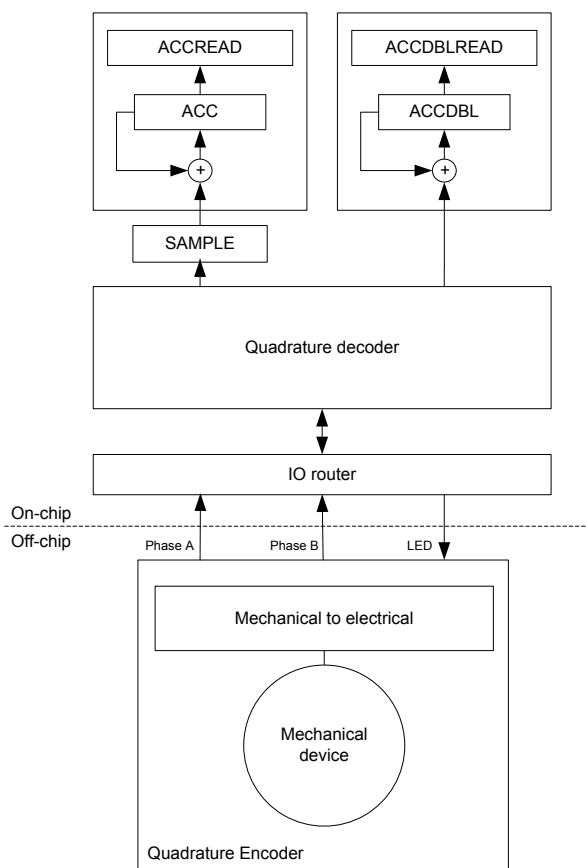 ACCREAD
ACCDBLREAD
ACC
ACCDBL
+
+
SAMPLE
Quadrature decoder
IO router
On-chip
Off-chip
Phase A
Phase B
LED
Mechanical to electrical
Mechanical
device
Quadrature Encoder